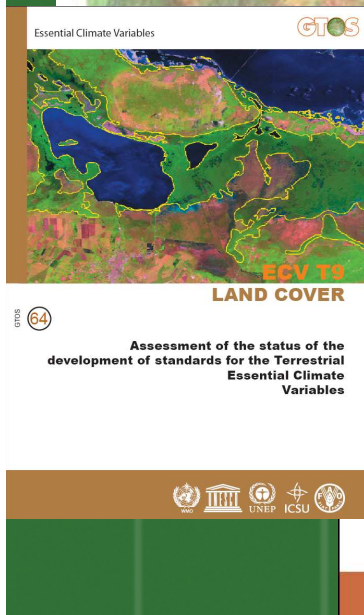 Essential Climate Variables
GTOS
ECV T9
LAND COVER
GTOS
64
Assessment of the status of the
development of standards for the Terrestrial
Essential Climate
Variables
WMO
UNEP
ICSU
FAO